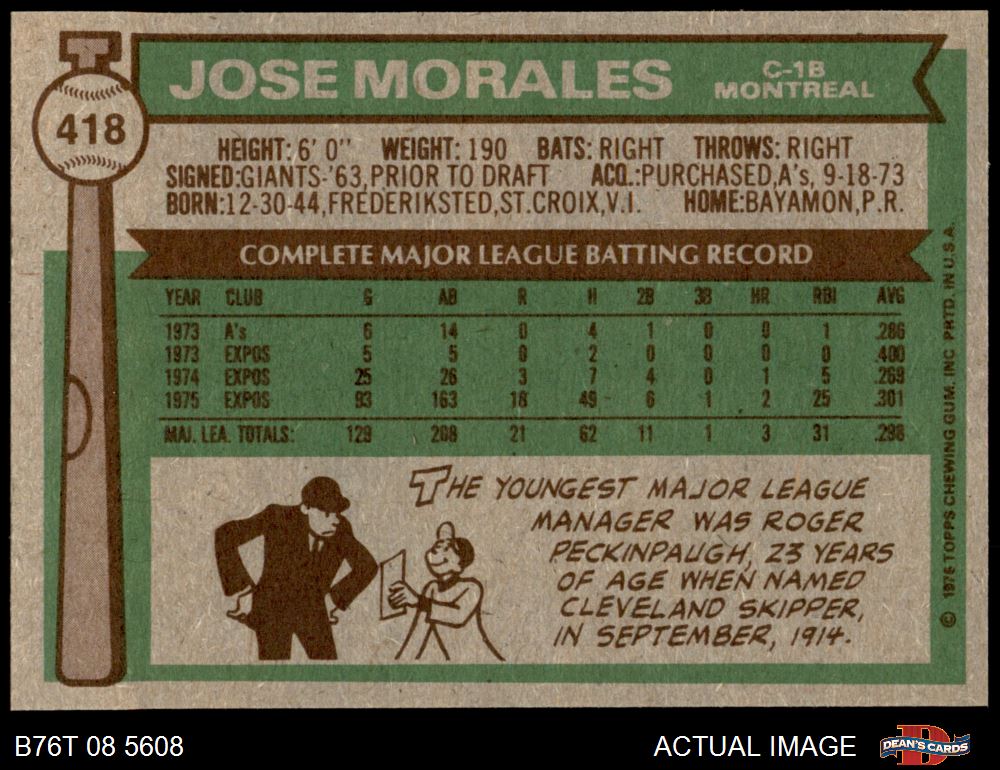 418
JOSE MORALES
C-1B
MONTREAL
HEIGHT: 6' 0" WEIGHT: 190 BATS: RIGHT THROWS: RIGHT
SIGNED:GIANTS-'63,PRIOR TO DRAFT ACQ.:PURCHASED,A's, 9-18-73
BORN:12-30-44,FREDERIKSTED,ST.CROIX,V.I. HOME:BAYAMON,P.R.
COMPLETE MAJOR LEAGUE BATTING RECORD
YEAR CLUB G AB R H 2B 3B HR RBI AVG
1973 A's 6 14 0 4 1 0 0 1 .286
1973 EXPOS 5 5 0 2 0 0 0 0 .400
1974 EXPOS 25 26 3 7 4 0 1 5 .269
1975 EXPOS 93 163 18 49 6 1 2 25 .301
MAJ. LEA. TOTALS: 129 208 21 62 11 1 3 31 .298
THE YOUNGEST MAJOR LEAGUE
MANAGER WAS ROGER
PECKINPAUGH, 23 YEARS
OF AGE WHEN NAMED
CLEVELAND SKIPPER,
IN SEPTEMBER, 1914.
© 1976 TOPPS CHEWING GUM, INC PRTD. IN U.S.A.
B76T 08 5608
ACTUAL IMAGE
D
DEAN'S CARDS